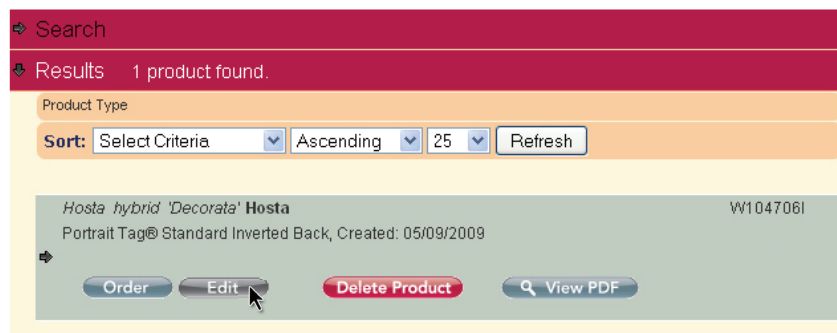 Search
Results 1 product found.
Product Type
Sort: Select Criteria Ascending 25 Refresh
Hosta hybrid 'Decorata' Hosta W104706I
Portrait Tag® Standard Inverted Back, Created: 05/09/2009
Order Edit Delete Product View PDF